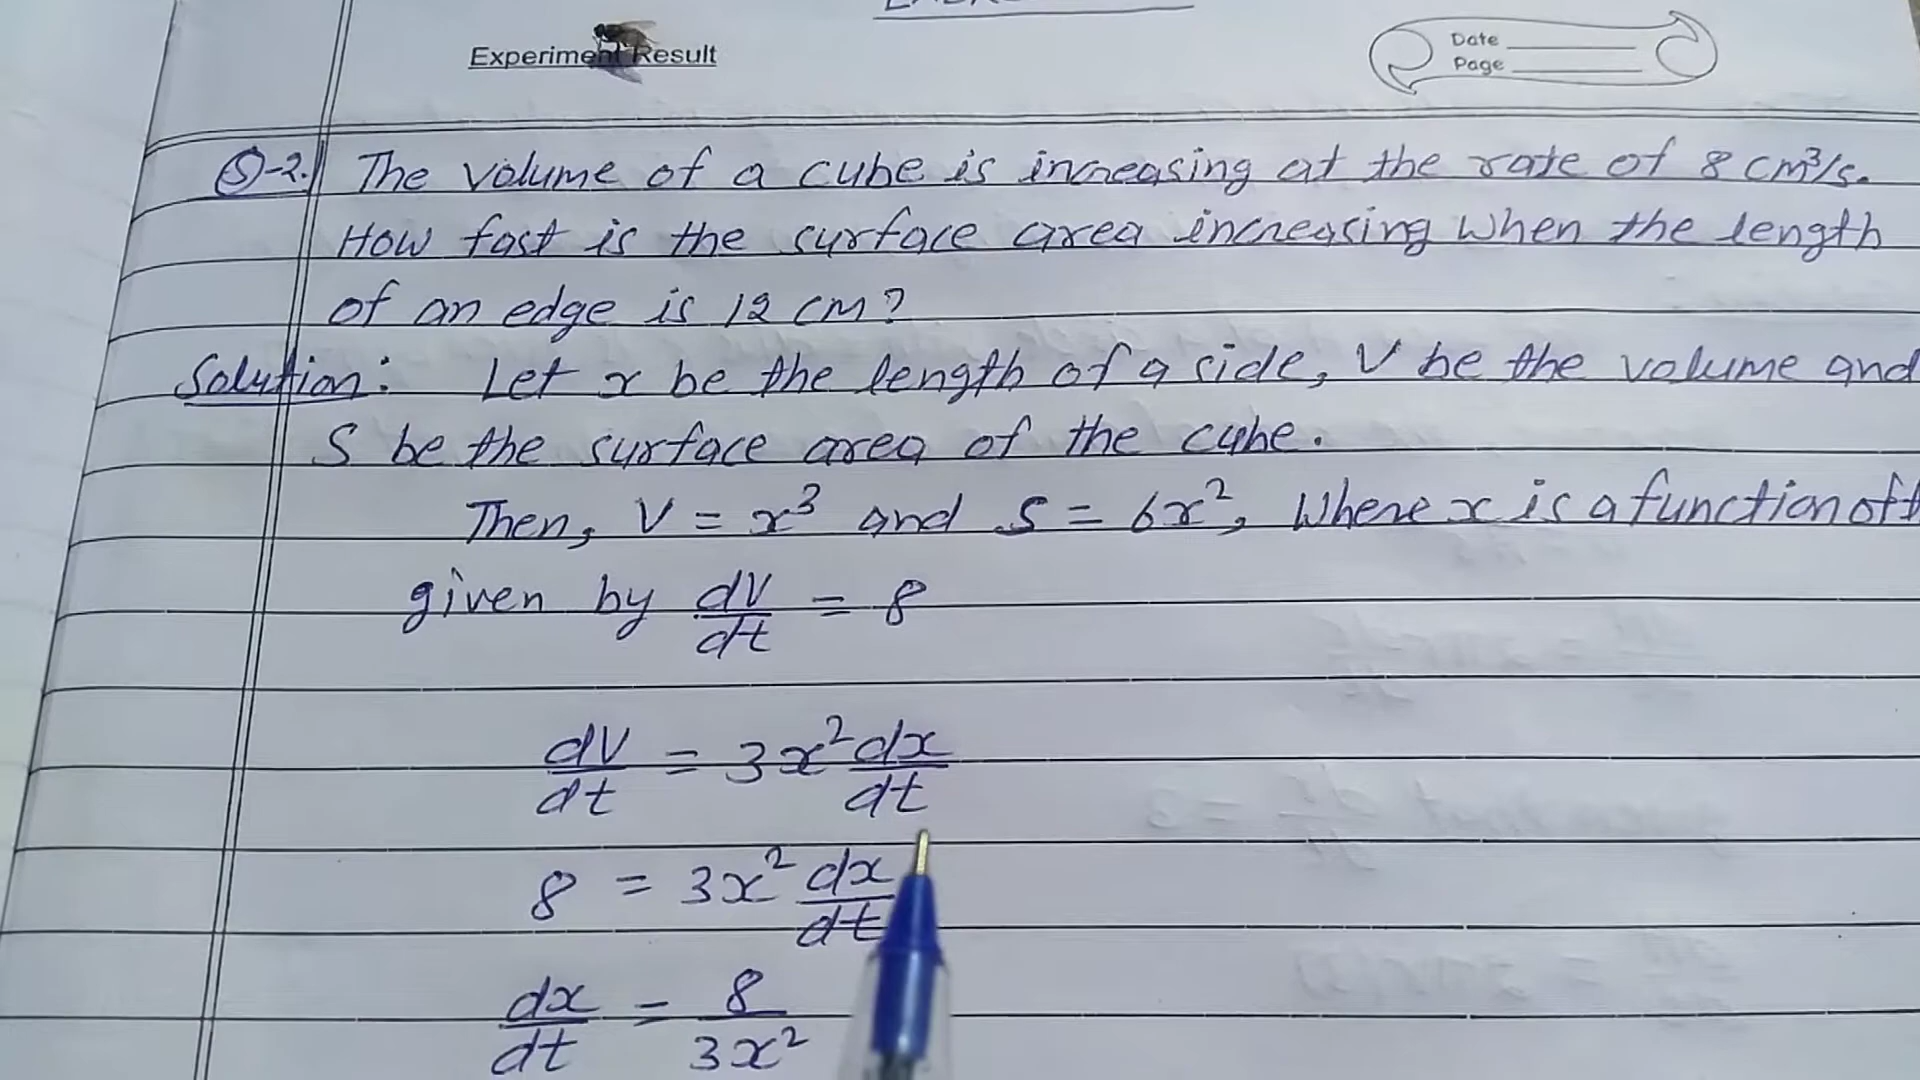 Experiment Result
Date
Page
Q-2. The volume of a cube is increasing at the rate of 8 cm³/s.
How fast is the surface area increasing when the length
of an edge is 12 cm?
Solution: Let x be the length of a side, V be the volume and
S be the surface area of the cube.
Then, V = x³ and S = 6x², Where x is a function of t
given by dV/dt = 8
dV/dt = 3x² dx/dt
8 = 3x² dx/dt
dx/dt = 8/3x²